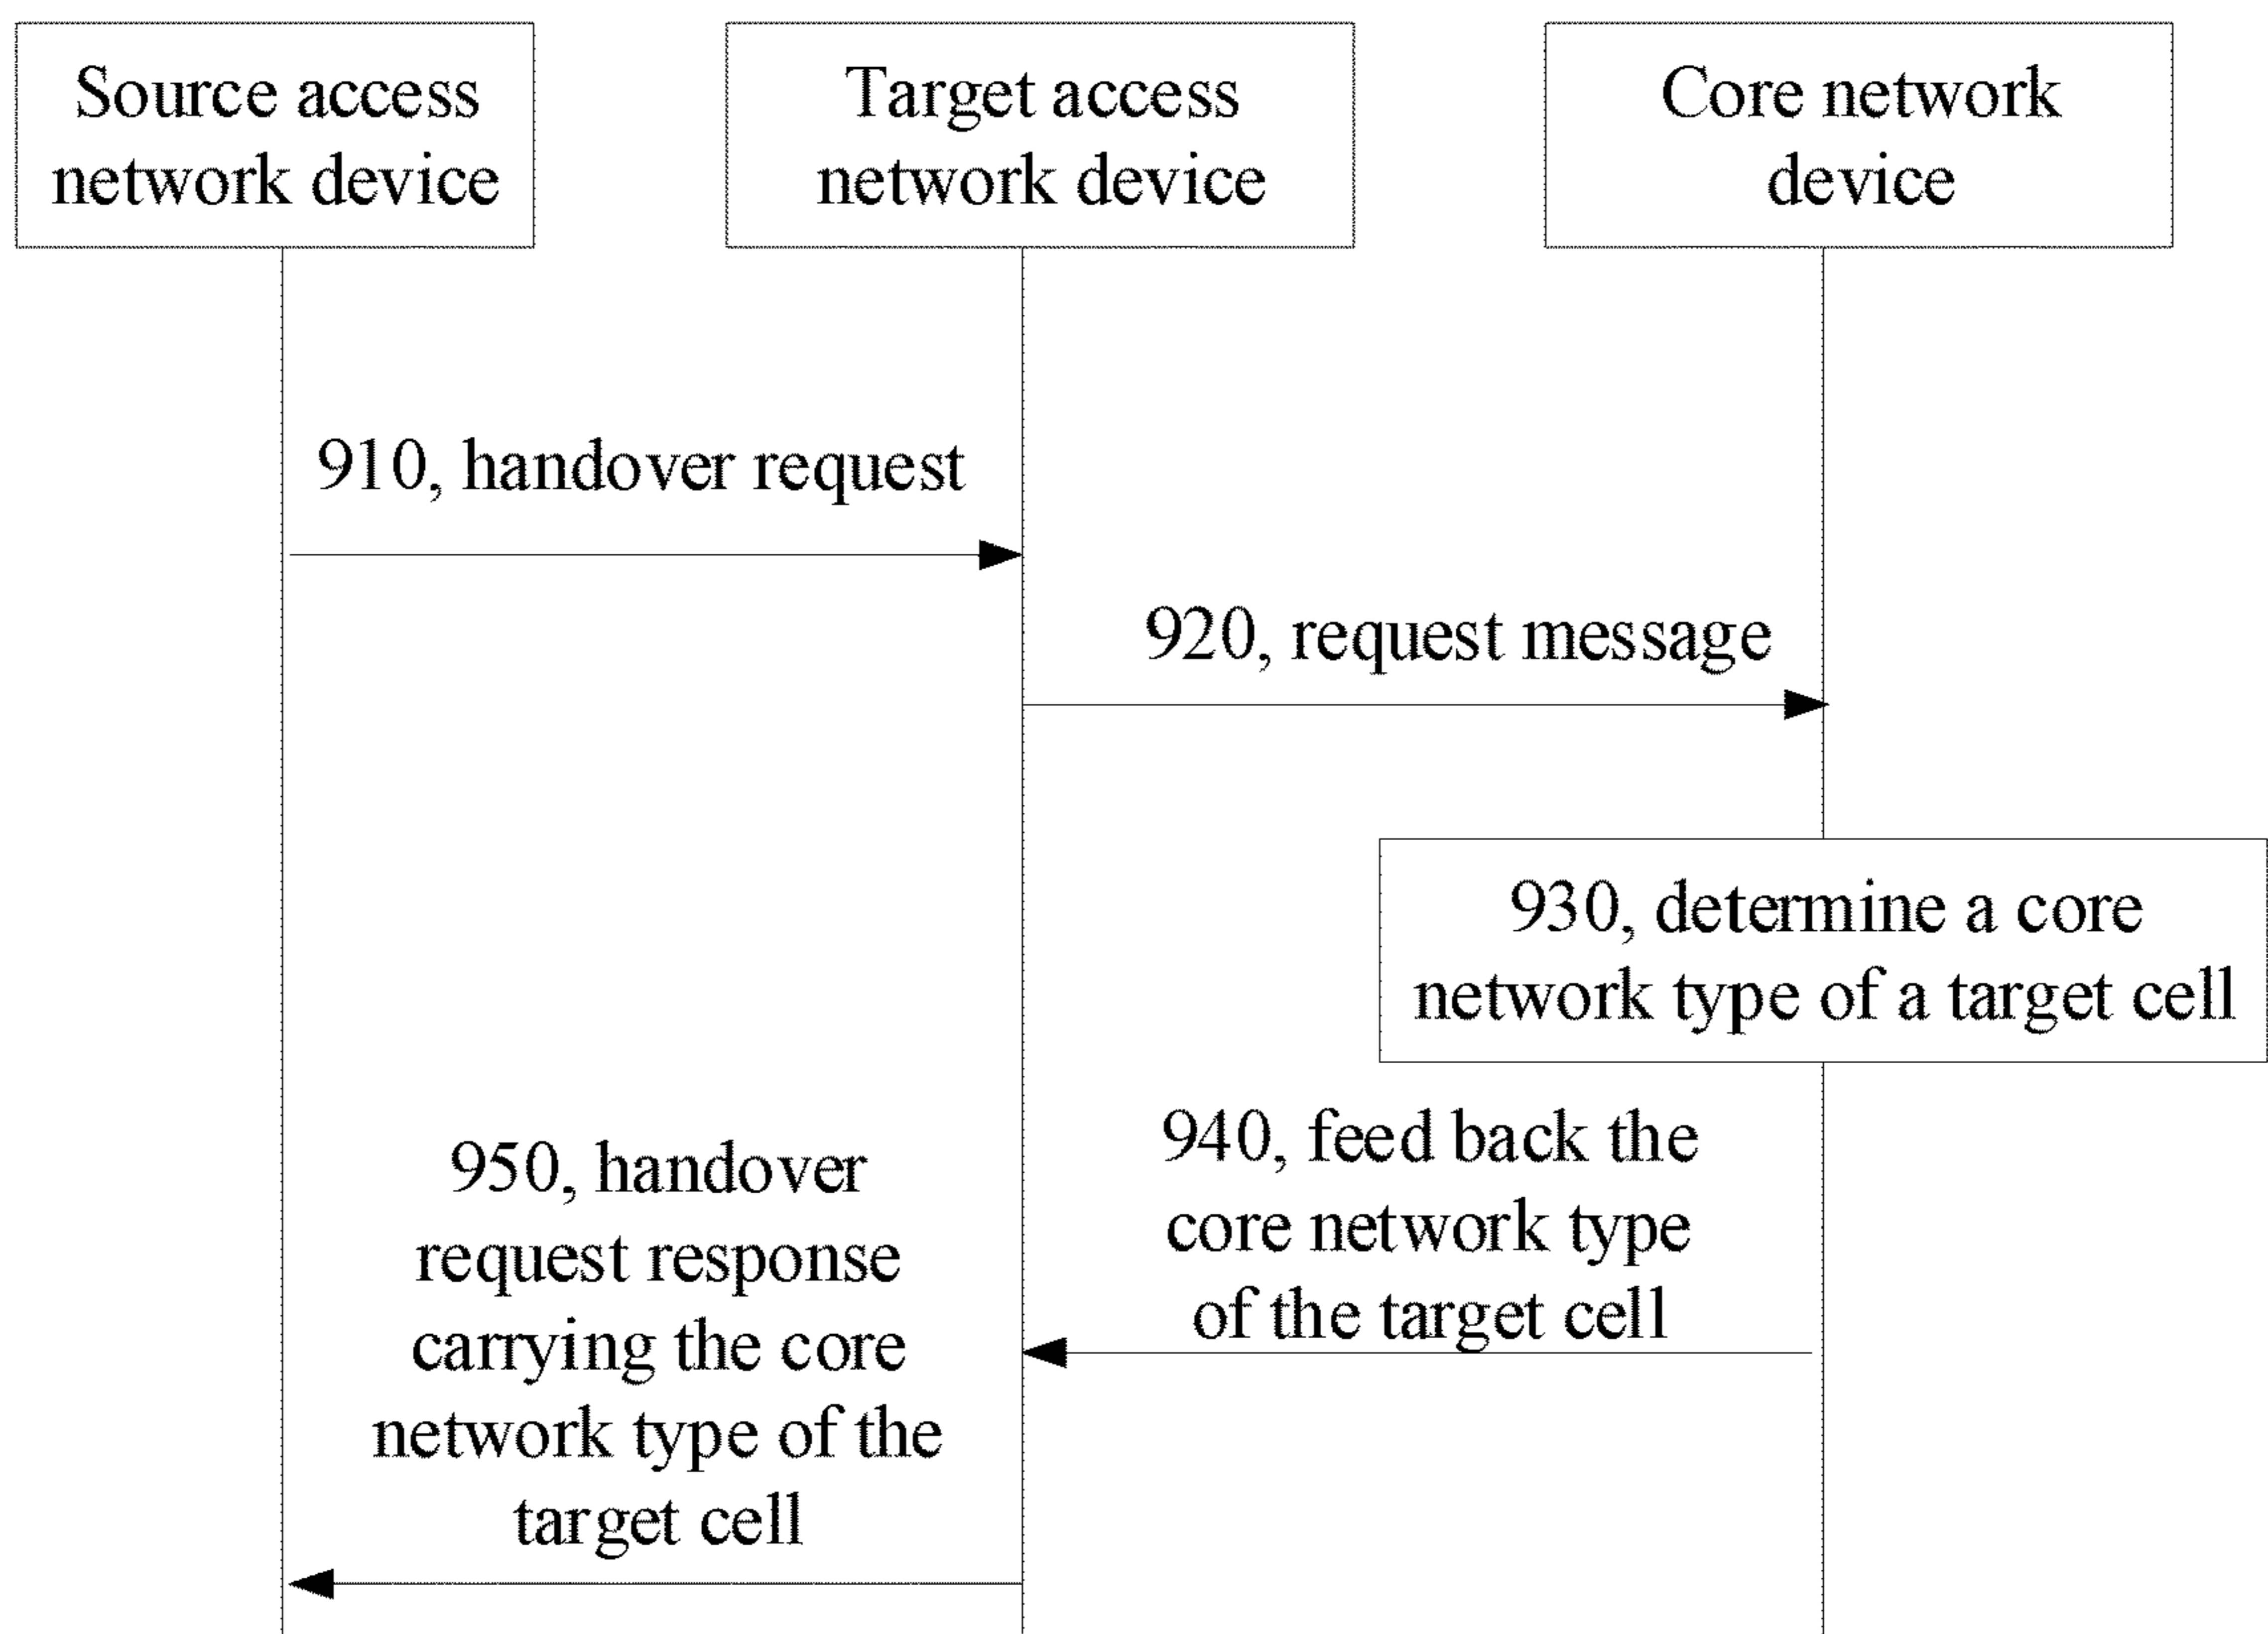 Source access
network device
Target access
network device
Core network
device
910, handover request
920, request message
930, determine a core
network type of a target cell
940, feed back the
core network type
of the target cell
950, handover
request response
carrying the core
network type of the
target cell